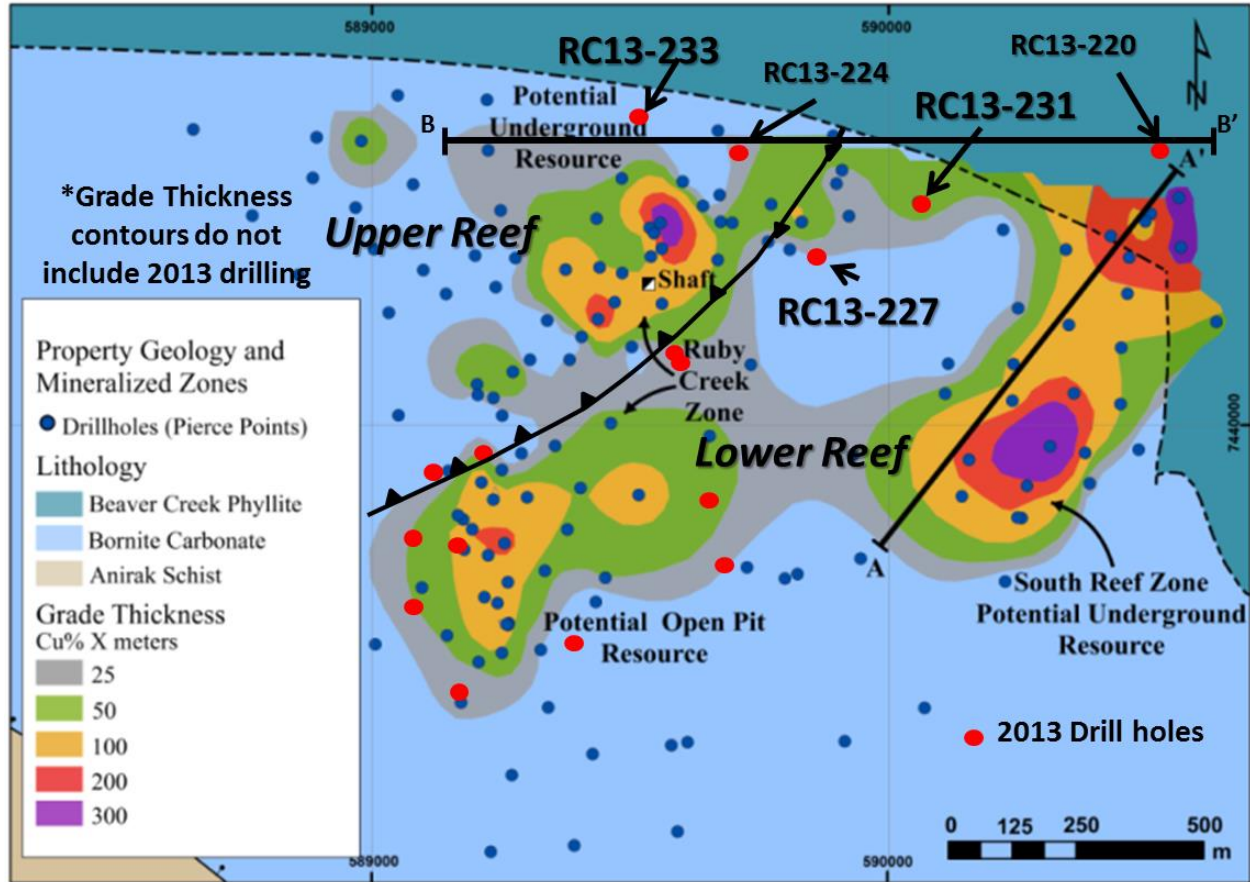 589000
590000
RC13-233
RC13-224
RC13-220
RC13-231
N
Potential
Underground
Resource
B
B'
A'
*Grade Thickness
contours do not
include 2013 drilling
Upper Reef
Shaft
RC13-227
Ruby
Creek
Zone
Lower Reef
7440000
Property Geology and
Mineralized Zones
Drillholes (Pierce Points)
Lithology
Beaver Creek Phyllite
Bornite Carbonate
Anirak Schist
Grade Thickness
Cu% X meters
25
50
100
200
300
A
South Reef Zone
Potential Underground
Resource
Potential Open Pit
Resource
2013 Drill holes
0 125 250 500
m
589000
590000